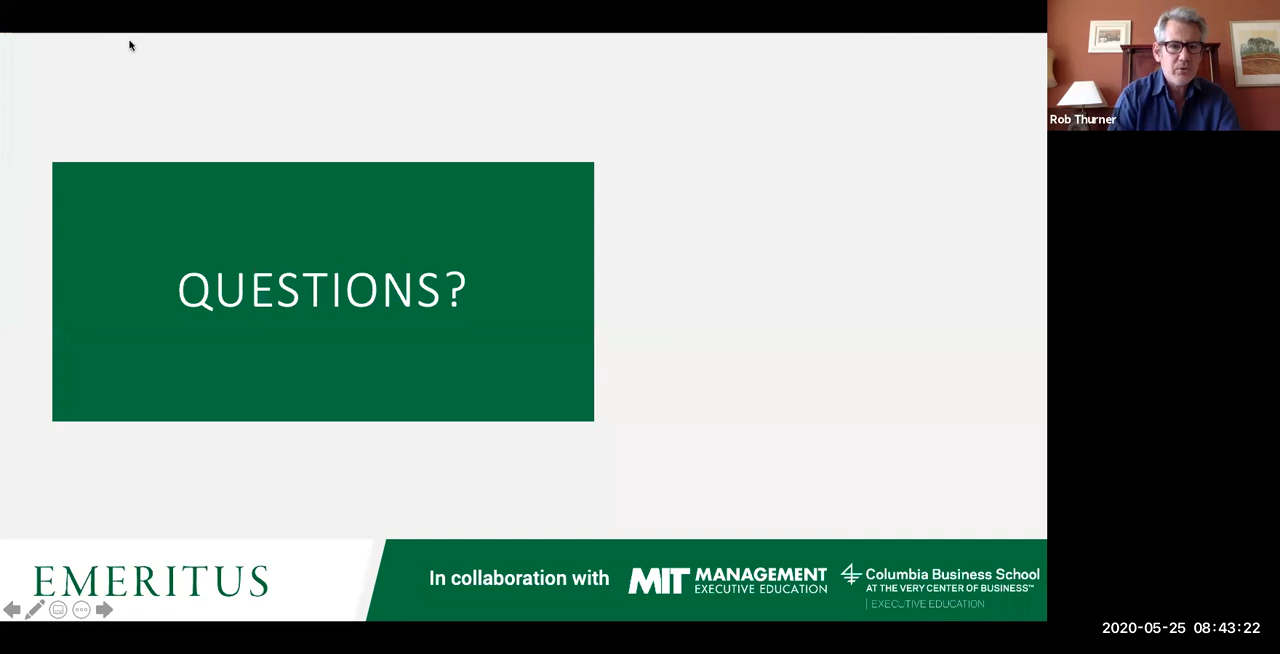 Rob Thurner
QUESTIONS?
EMERITUS
In collaboration with
MIT MANAGEMENT
EXECUTIVE EDUCATION
Columbia Business School
AT THE VERY CENTER OF BUSINESS™
EXECUTIVE EDUCATION
2020-05-25 08:43:22